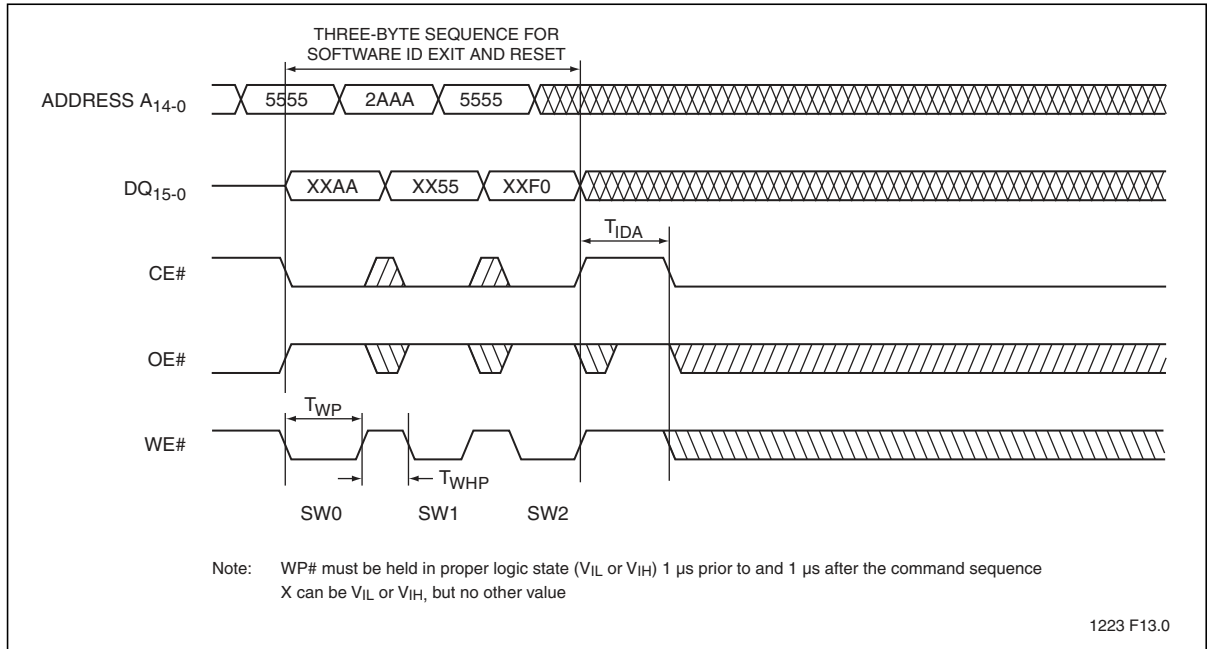 THREE-BYTE SEQUENCE FOR
SOFTWARE ID EXIT AND RESET
ADDRESS A14-0
5555 2AAA 5555
DQ15-0
XXAA XX55 XXF0
TIDA
CE#
OE#
TWP
WE#
TWHP
SW0 SW1 SW2
Note: WP# must be held in proper logic state (VIL or VIH) 1 µs prior to and 1 µs after the command sequence
X can be VIL or VIH, but no other value
1223 F13.0